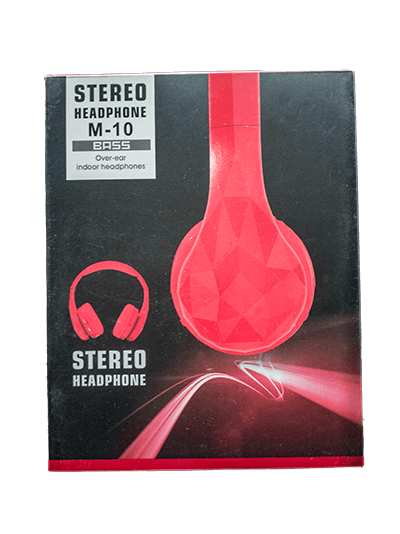 STEREO
HEADPHONE
M-10
BASS
Over-ear
indoor headphones
STEREO
HEADPHONE